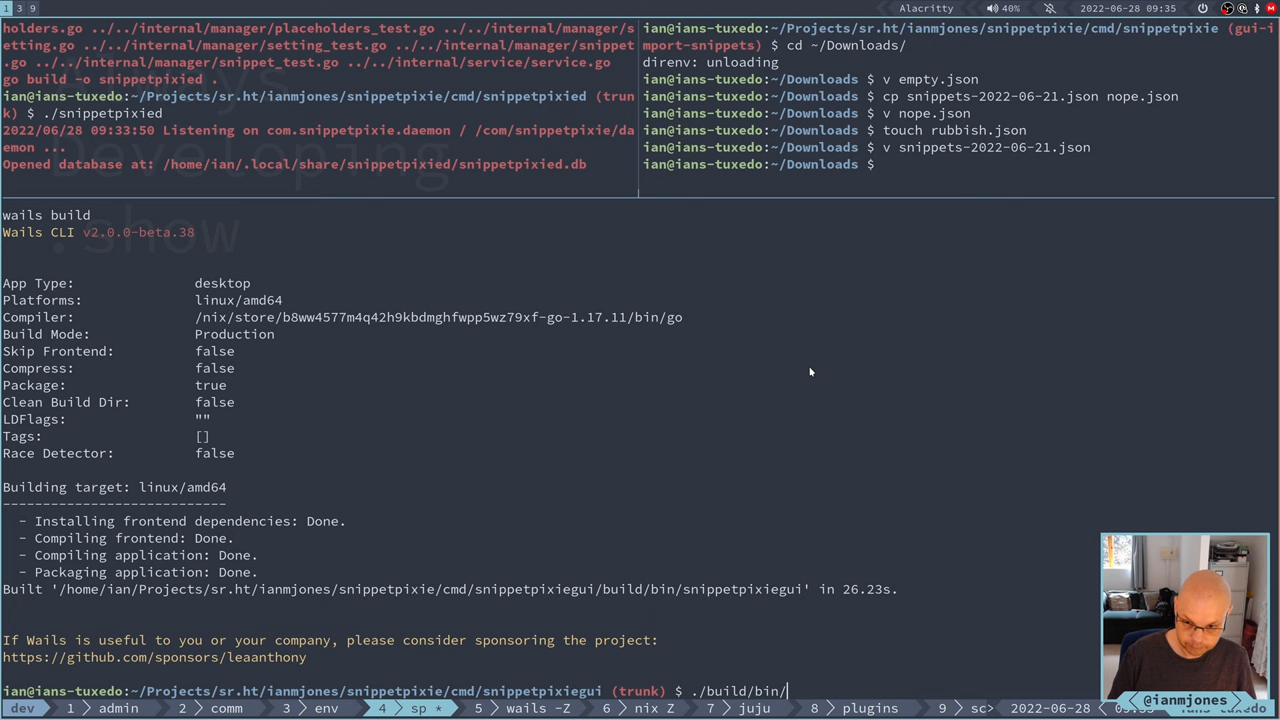 1 3 9 Alacritty 40% 2022-06-28 09:35
holders.go ../../internal/manager/placeholders_test.go ../../internal/manager/s
etting.go ../../internal/manager/setting_test.go ../../internal/manager/snippet
.go ../../internal/manager/snippet_test.go ../../internal/service/service.go
go build -o snippetpixied .
ian@ians-tuxedo:~/Projects/sr.ht/ianmjones/snippetpixie/cmd/snippetpixied (trun
k) $ ./snippetpixied
2022/06/28 09:33:50 Listening on com.snippetpixie.daemon / /com/snippetpixie/da
emon ...
Opened database at: /home/ian/.local/share/snippetpixied/snippetpixied.db
Developing
.show
ian@ians-tuxedo:~/Projects/sr.ht/ianmjones/snippetpixie/cmd/snippetpixie (gui-i
mport-snippets) $ cd ~/Downloads/
direnv: unloading
ian@ians-tuxedo:~/Downloads $ v empty.json
ian@ians-tuxedo:~/Downloads $ cp snippets-2022-06-21.json nope.json
ian@ians-tuxedo:~/Downloads $ v nope.json
ian@ians-tuxedo:~/Downloads $ touch rubbish.json
ian@ians-tuxedo:~/Downloads $ v snippets-2022-06-21.json
ian@ians-tuxedo:~/Downloads $
wails build
Wails CLI v2.0.0-beta.38
App Type: desktop
Platforms: linux/amd64
Compiler: /nix/store/b8ww4577m4q42h9kbdmghfwpp5wz79xf-go-1.17.11/bin/go
Build Mode: Production
Skip Frontend: false
Compress: false
Package: true
Clean Build Dir: false
LDFlags: ""
Tags: []
Race Detector: false
Building target: linux/amd64
----------------------------
- Installing frontend dependencies: Done.
- Compiling frontend: Done.
- Compiling application: Done.
- Packaging application: Done.
Built '/home/ian/Projects/sr.ht/ianmjones/snippetpixie/cmd/snippetpixiegui/build/bin/snippetpixiegui' in 26.23s.
If Wails is useful to you or your company, please consider sponsoring the project:
https://github.com/sponsors/leaanthony
ian@ians-tuxedo:~/Projects/sr.ht/ianmjones/snippetpixie/cmd/snippetpixiegui (trunk) $ ./build/bin/
@ianmjones
dev 1 admin 2 comm 3 env 4 sp * 5 wails -Z 6 nix Z 7 juju 8 plugins 9 sc> 2022-06-28